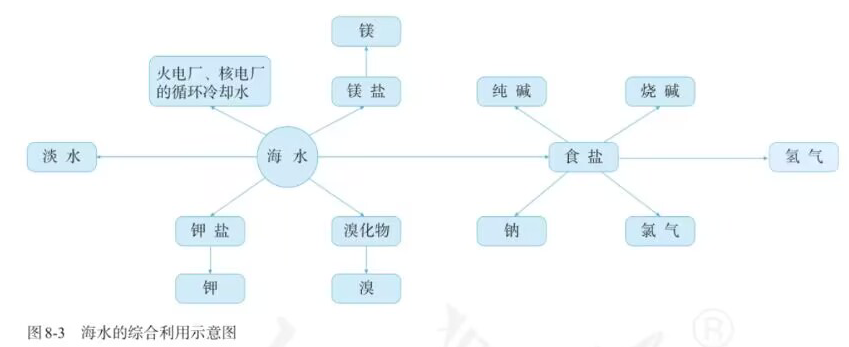 镁
火电厂、核电厂
的循环冷却水
镁盐
纯碱
烧碱
淡水
海水
食盐
氢气
钾盐
溴化物
钠
氯气
钾
溴
图8-3 海水的综合利用示意图
®